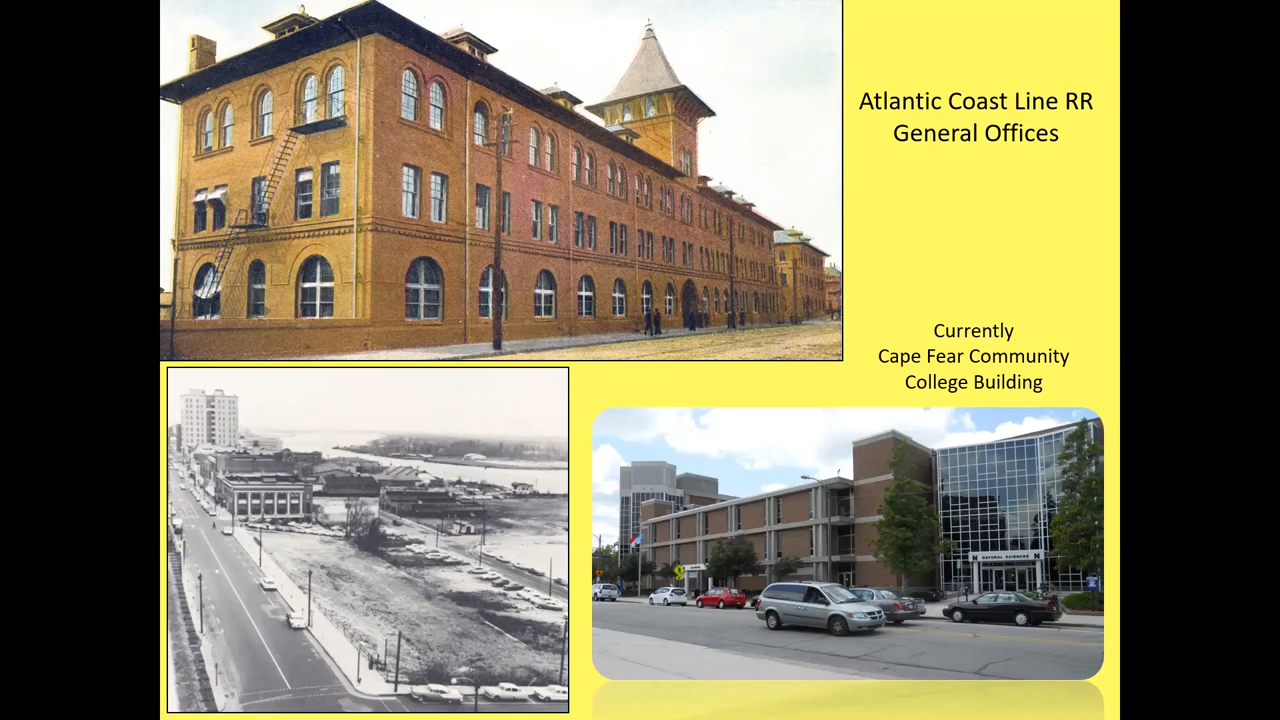 Atlantic Coast Line RR
General Offices
Currently
Cape Fear Community
College Building
N NATURAL SCIENCES N